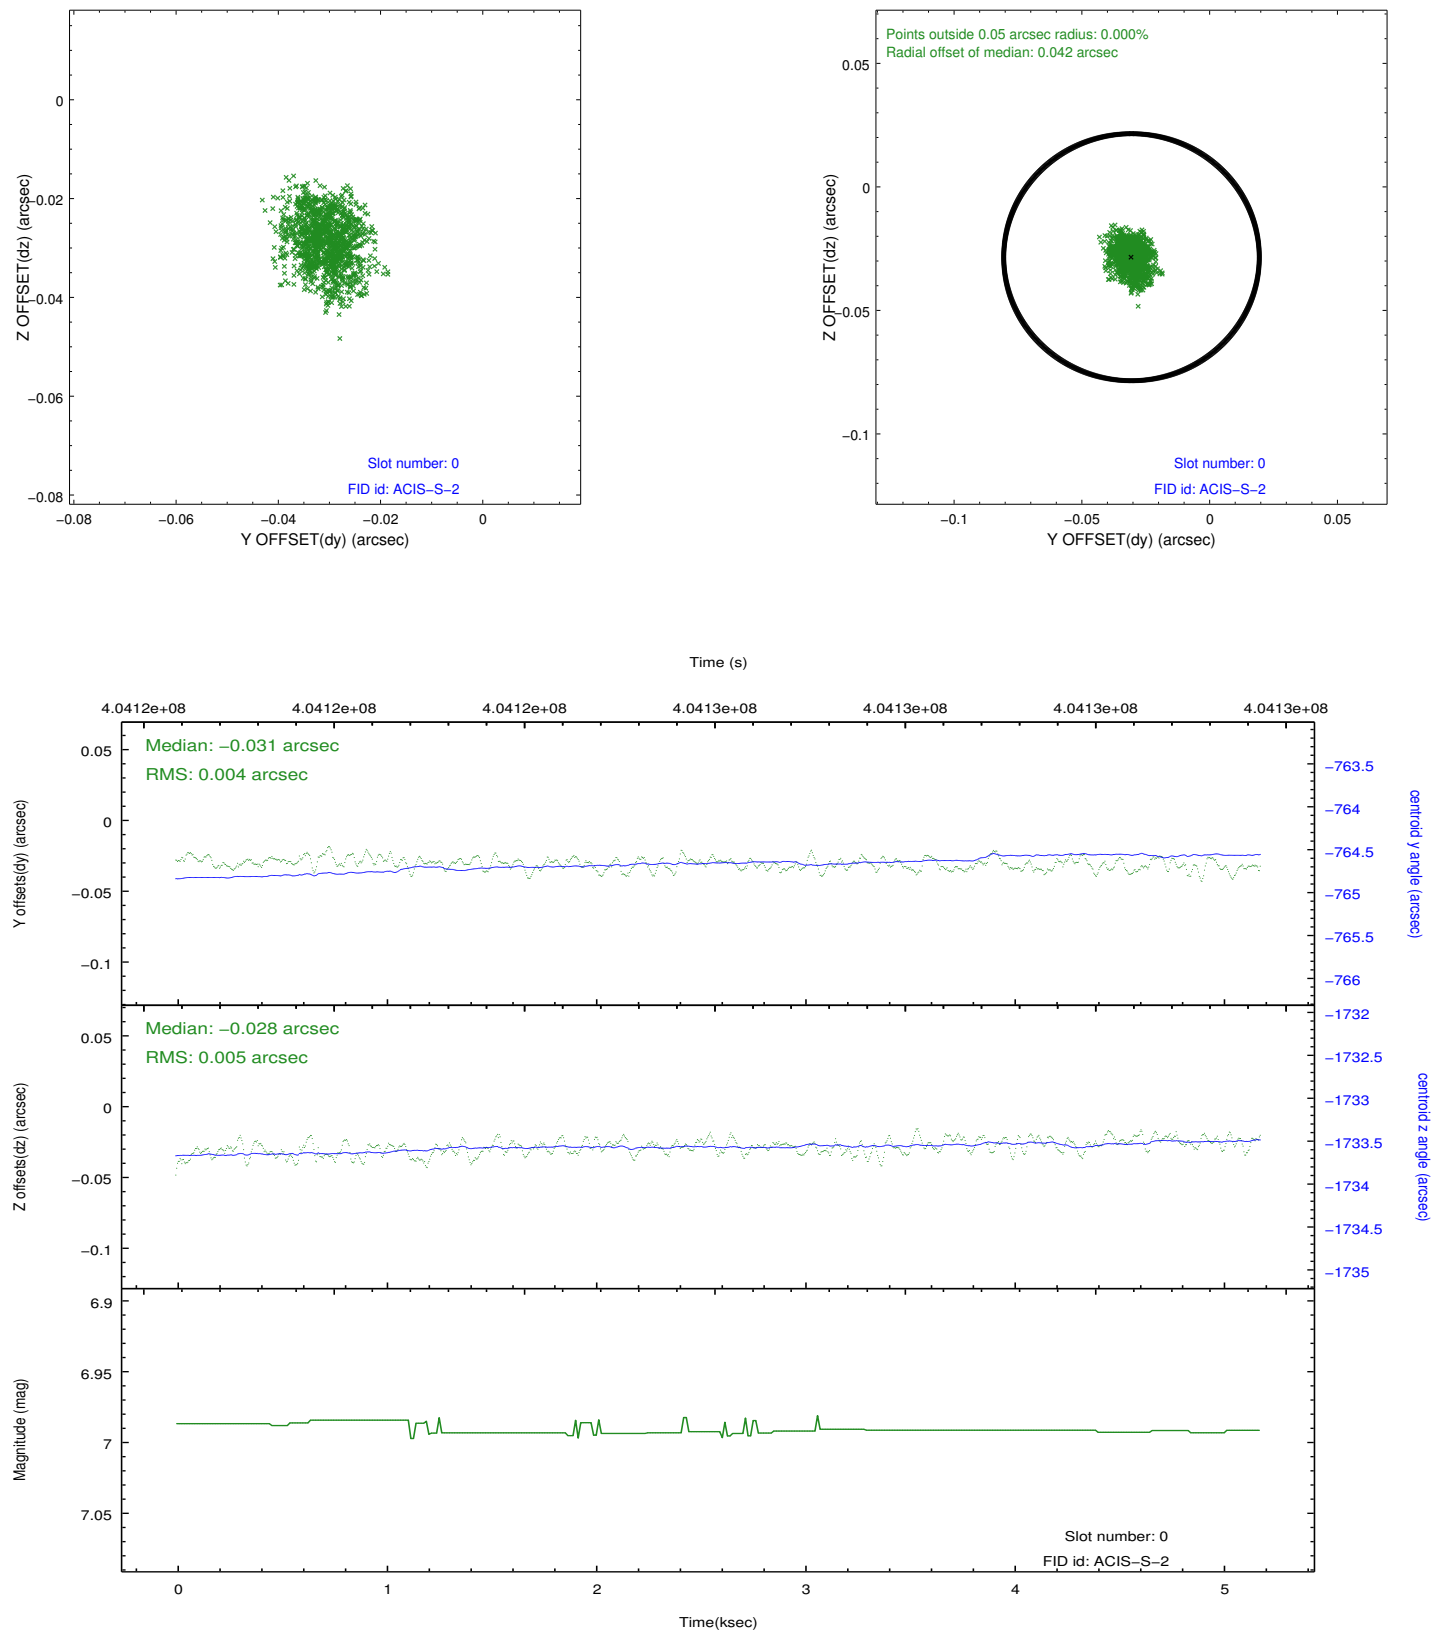 0
−0.02
−0.04
−0.06
−0.08
Z OFFSET(dz) (arcsec)
Slot number: 0
FID id: ACIS−S−2
−0.08 −0.06 −0.04 −0.02 0
Y OFFSET(dy) (arcsec)
Points outside 0.05 arcsec radius: 0.000%
Radial offset of median: 0.042 arcsec
0.05
0
−0.05
−0.1
Z OFFSET(dz) (arcsec)
Slot number: 0
FID id: ACIS−S−2
−0.1 −0.05 0 0.05
Y OFFSET(dy) (arcsec)
Time (s)
4.0412e+08 4.0412e+08 4.0412e+08 4.0413e+08 4.0413e+08 4.0413e+08 4.0413e+08
Median: −0.031 arcsec
RMS: 0.004 arcsec
0.05
0
−0.05
−0.1
Y offsets(dy) (arcsec)
−763.5
−764
−764.5
−765
−765.5
−766
centroid y angle (arcsec)
Median: −0.028 arcsec
RMS: 0.005 arcsec
0.05
0
−0.05
−0.1
Z offsets(dz) (arcsec)
−1732
−1732.5
−1733
−1733.5
−1734
−1734.5
−1735
centroid z angle (arcsec)
6.9
6.95
7
7.05
Magnitude (mag)
Slot number: 0
FID id: ACIS−S−2
0 1 2 3 4 5
Time(ksec)